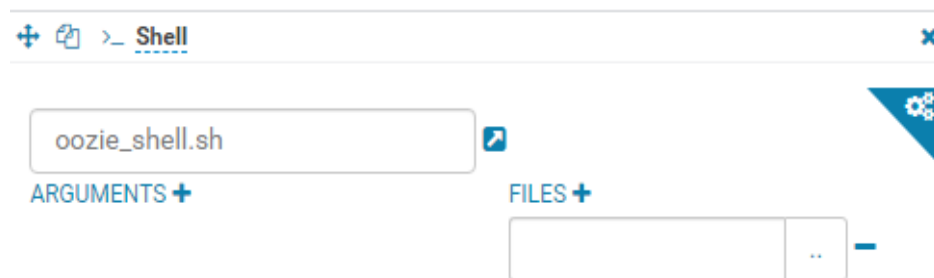 >_ Shell
oozie_shell.sh
ARGUMENTS +
FILES +
..